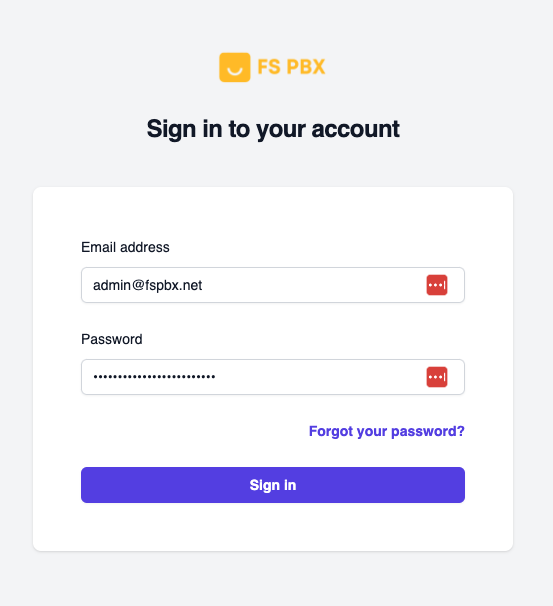 FS PBX
Sign in to your account
Email address
admin@fspbx.net
Password
•••••••••••••••••••••••••
Forgot your password?
Sign in